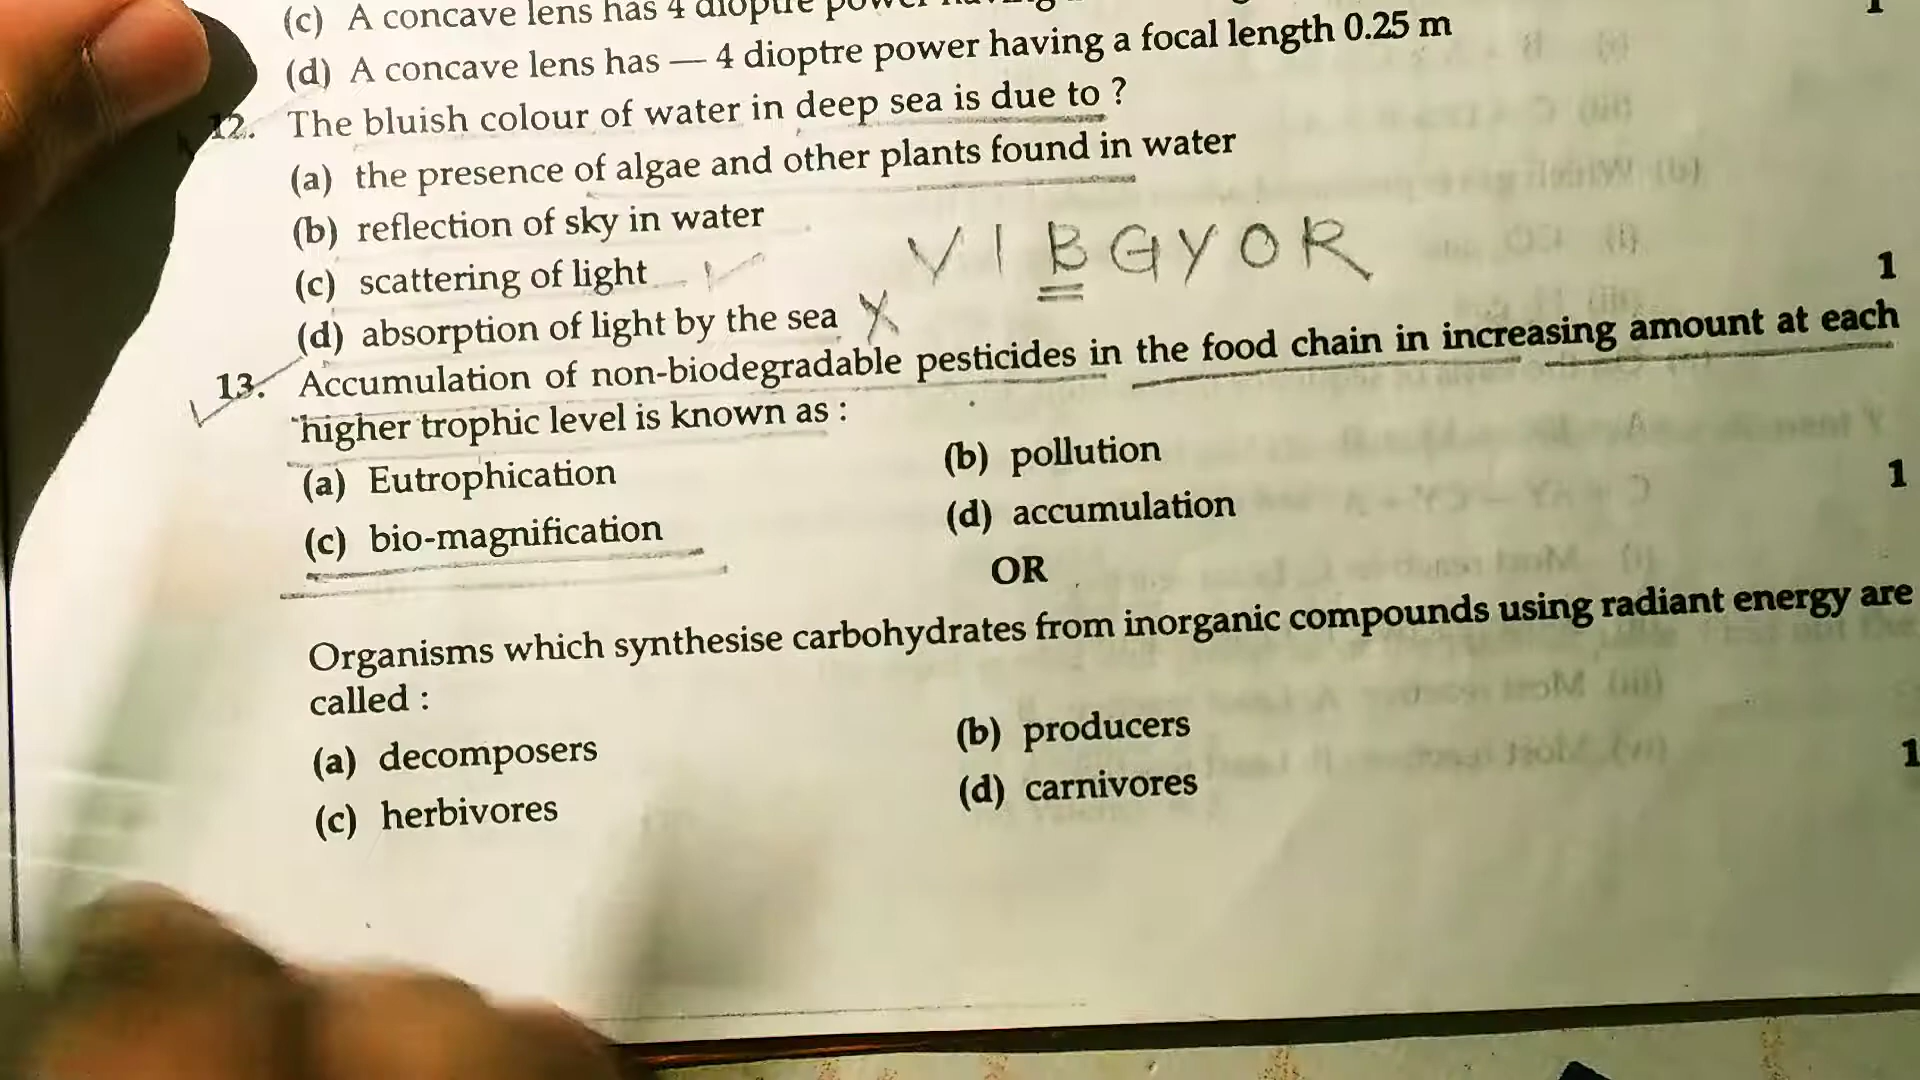 (c) A concave lens has 4 dioptre
(d) A concave lens has — 4 dioptre power having a focal length 0.25 m
12. The bluish colour of water in deep sea is due to ?
(a) the presence of algae and other plants found in water
(b) reflection of sky in water
(c) scattering of light
VIBGYOR
1
(d) absorption of light by the sea X
13. Accumulation of non-biodegradable pesticides in the food chain in increasing amount at each
higher trophic level is known as :
(a) Eutrophication (b) pollution
(c) bio-magnification (d) accumulation 1
OR
Organisms which synthesise carbohydrates from inorganic compounds using radiant energy are
called :
(a) decomposers (b) producers
(c) herbivores (d) carnivores 1